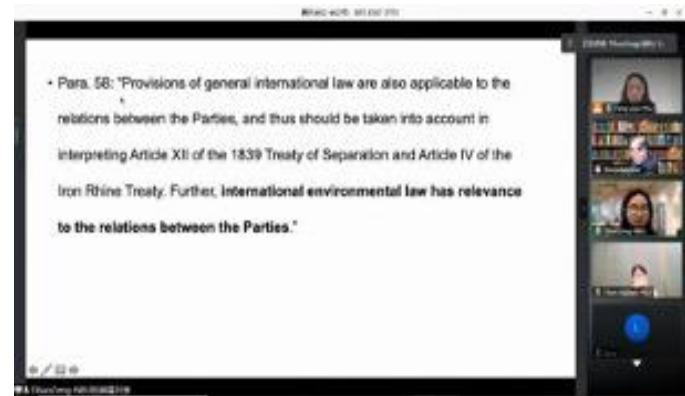 • Para. 58: "Provisions of general international law are also applicable to the
relations between the Parties, and thus should be taken into account in
interpreting Article XII of the 1839 Treaty of Separation and Article IV of the
Iron Rhine Treaty. Further, international environmental law has relevance
to the relations between the Parties."